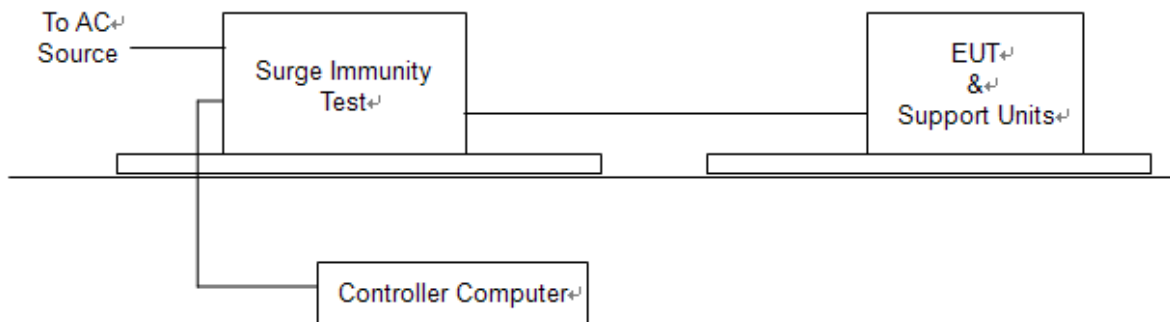 To AC↵
Source
Surge Immunity
Test↵
EUT↵
&↵
Support Units↵
Controller Computer↵